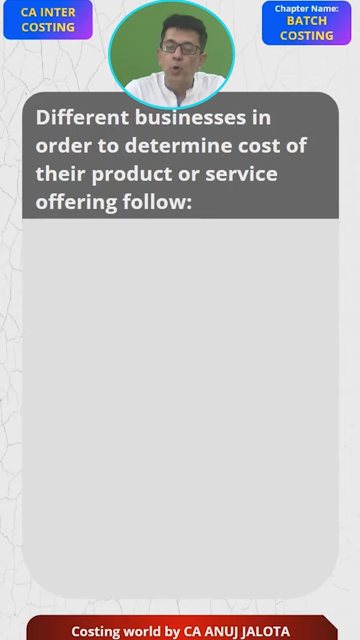 CA INTER
COSTING
Chapter Name:
BATCH
COSTING
Different businesses in
order to determine cost of
their product or service
offering follow:
Costing world by CA ANUJ JALOTA